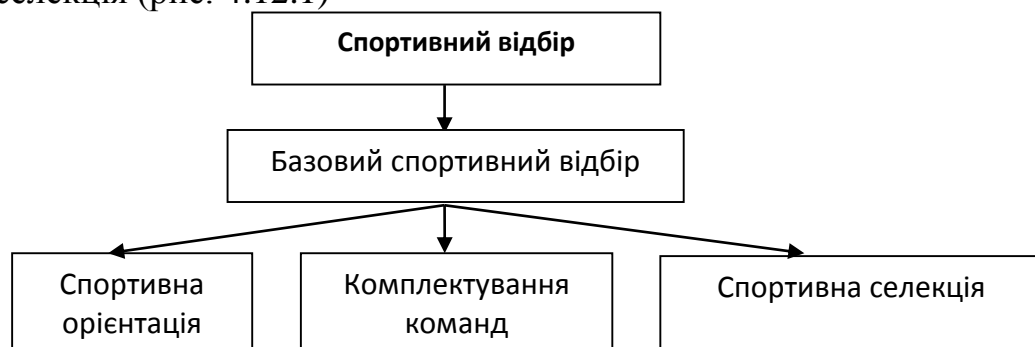 селекція (рис. 4.12.1)
Спортивний відбір
Базовий спортивний відбір
Спортивна
орієнтація
Комплектування
команд
Спортивна селекція